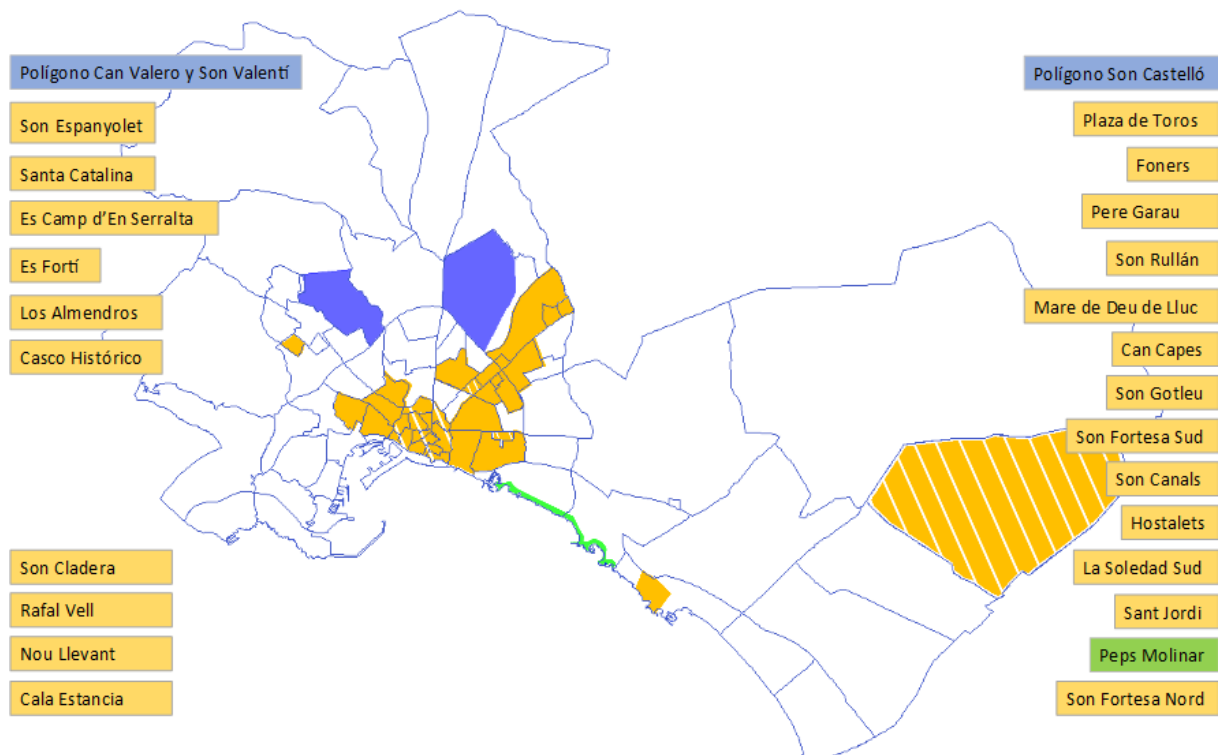 Polígono Can Valero y Son Valentí
Son Espanyolet
Santa Catalina
Es Camp d’En Serralta
Es Fortí
Los Almendros
Casco Histórico
Son Cladera
Rafal Vell
Nou Llevant
Cala Estancia
Polígono Son Castelló
Plaza de Toros
Foners
Pere Garau
Son Rullán
Mare de Deu de Lluc
Can Capes
Son Gotleu
Son Fortesa Sud
Son Canals
Hostalets
La Soledad Sud
Sant Jordi
Peps Molinar
Son Fortesa Nord